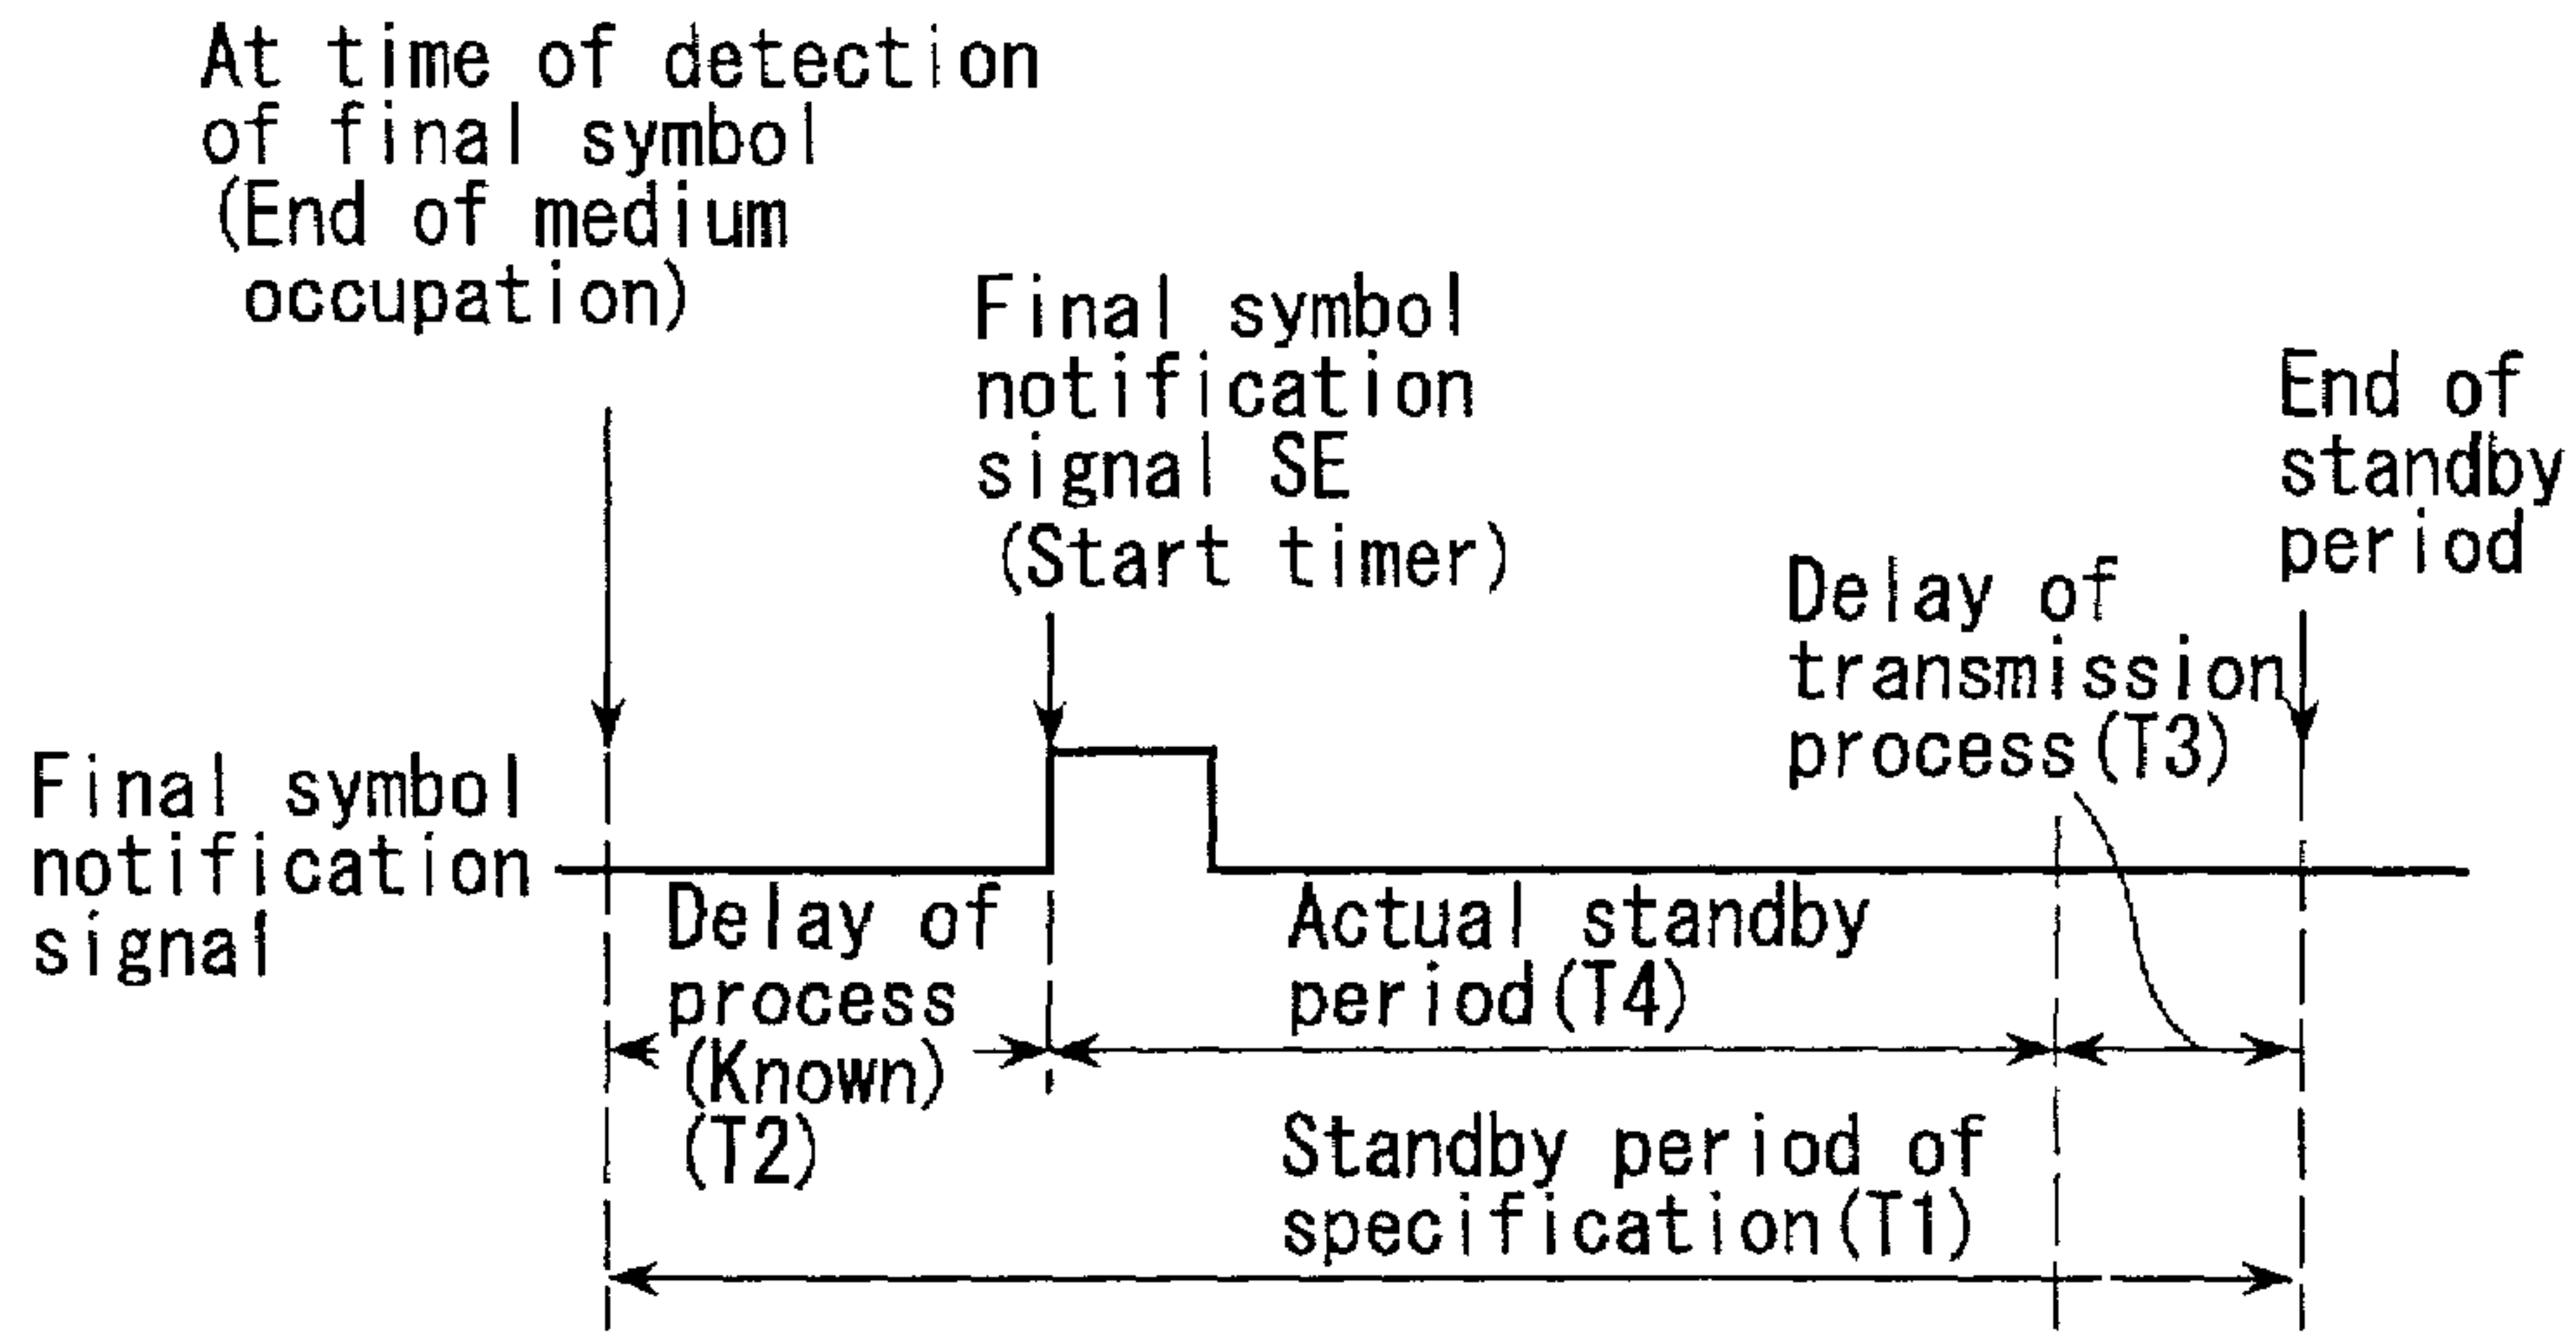 At time of detection
of final symbol
(End of medium
occupation)
Final symbol
notification
signal SE
(Start timer)
End of
standby
period
Delay of
transmission
process(T3)
Final symbol
notification
signal
Delay of
process
(Known)
(T2)
Actual standby
period(T4)
Standby period of
specification(T1)